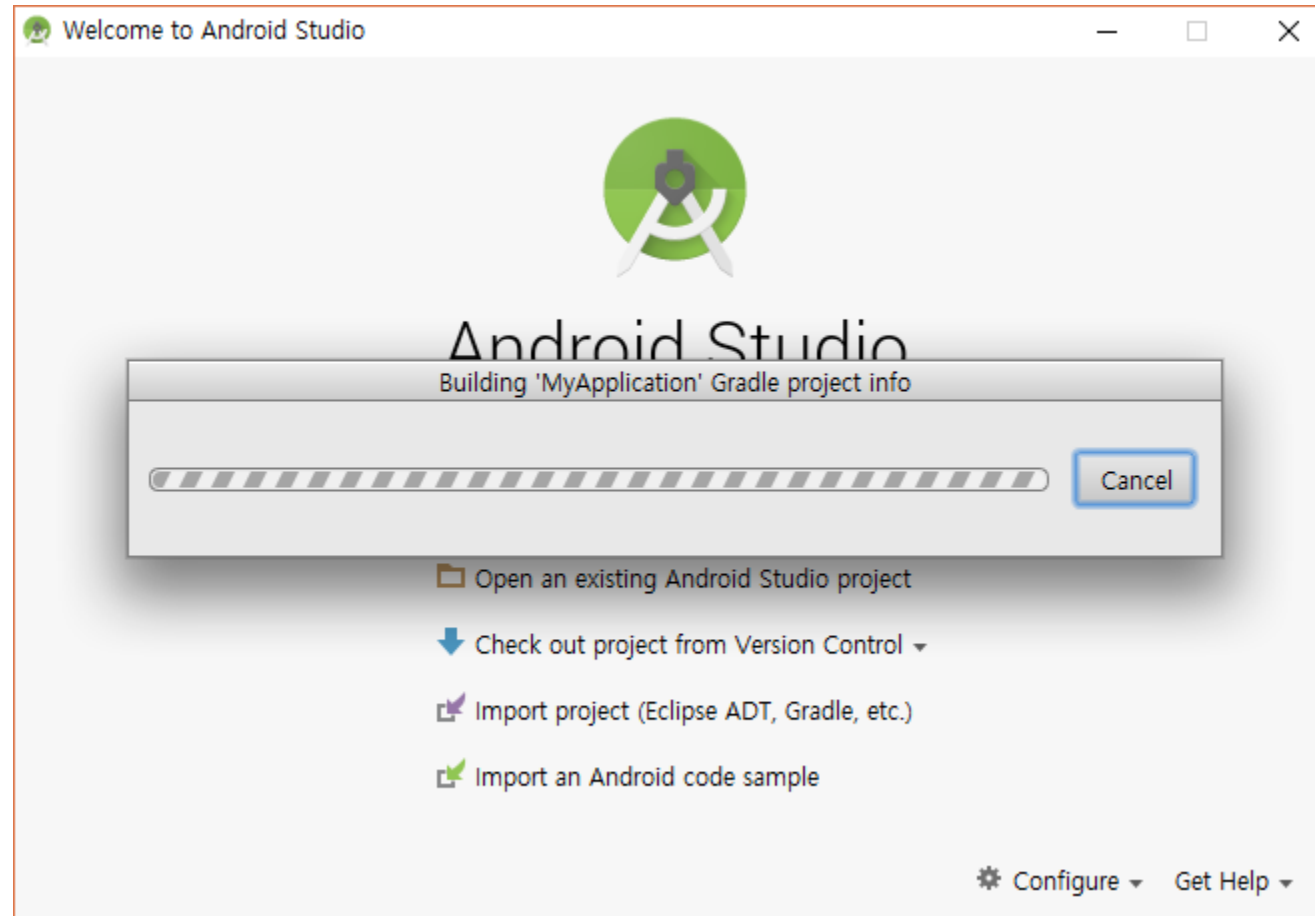 Welcome to Android Studio
Android Studio
Building 'MyApplication' Gradle project info
Cancel
Open an existing Android Studio project
Check out project from Version Control
Import project (Eclipse ADT, Gradle, etc.)
Import an Android code sample
Configure Get Help